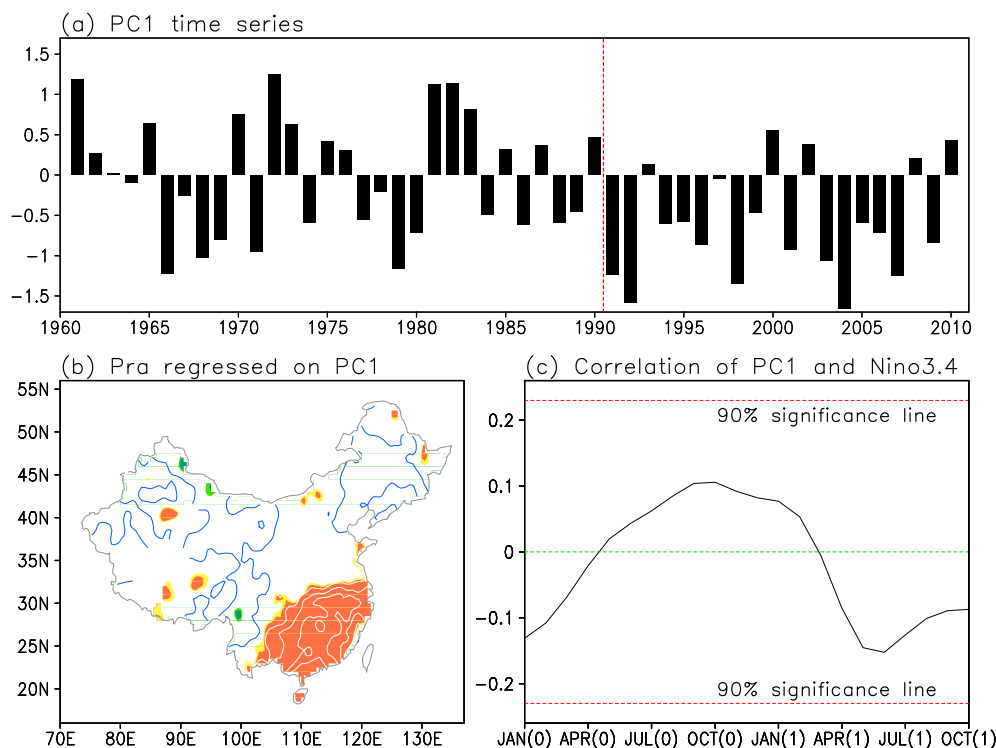 (a) PC1 time series
1.5
1
0.5
0
−0.5
−1
−1.5
1960 1965 1970 1975 1980 1985 1990 1995 2000 2005 2010
(b) Pra regressed on PC1
55N
50N
45N
40N
35N
30N
25N
20N
70E 80E 90E 100E 110E 120E 130E
(c) Correlation of PC1 and Nino3.4
90% significance line
0.2
0.1
0
−0.1
−0.2
90% significance line
JAN(0) APR(0) JUL(0) OCT(0) JAN(1) APR(1) JUL(1) OCT(1)